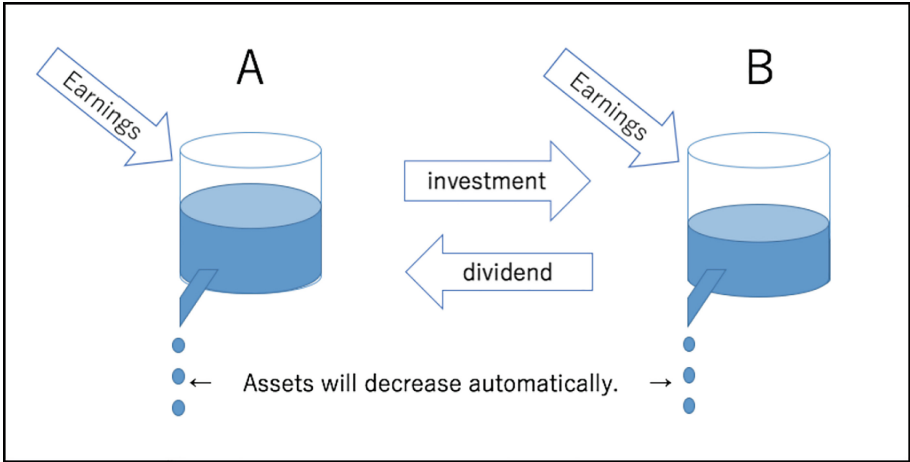 A
B
Earnings
Earnings
investment
dividend
← Assets will decrease automatically. →